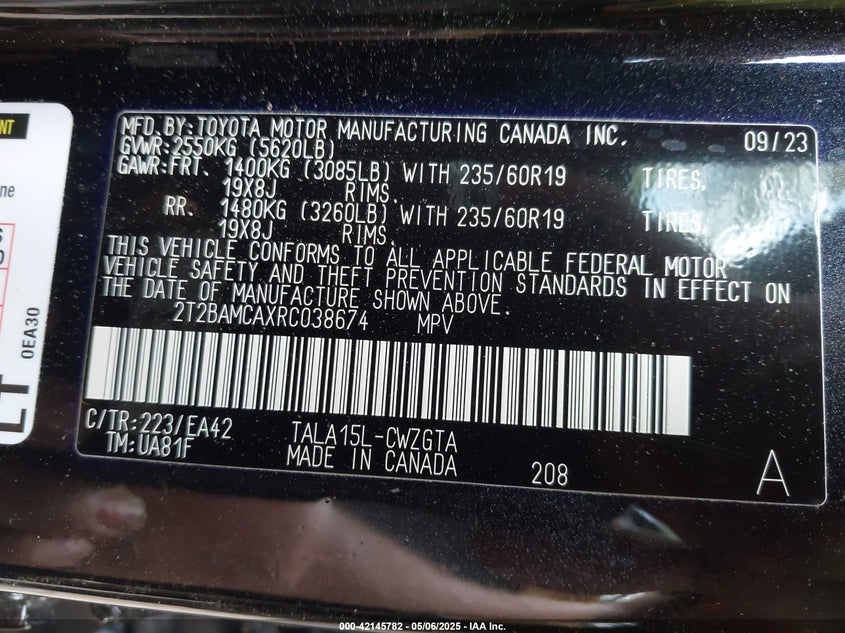 MFD.BY:TOYOTA MOTOR MANUFACTURING CANADA INC. 09/23
GVWR:2550KG (5620LB)
GAWR:FRT. 1400KG (3085LB) WITH 235/60R19 TIRES,
19X8J RIMS.
RR. 1480KG (3260LB) WITH 235/60R19 TIRES,
19X8J RIMS.
THIS VEHICLE CONFORMS TO ALL APPLICABLE FEDERAL MOTOR
VEHICLE SAFETY AND THEFT PREVENTION STANDARDS IN EFFECT ON
THE DATE OF MANUFACTURE SHOWN ABOVE.
2T2BAMCAXRC038674 MPV
C/TR:223/EA42 TALA15L-CWZGTA
TM:UA81F MADE IN CANADA 208 A
0EA30
000-42145782 - 05/06/2025 - IAA Inc.